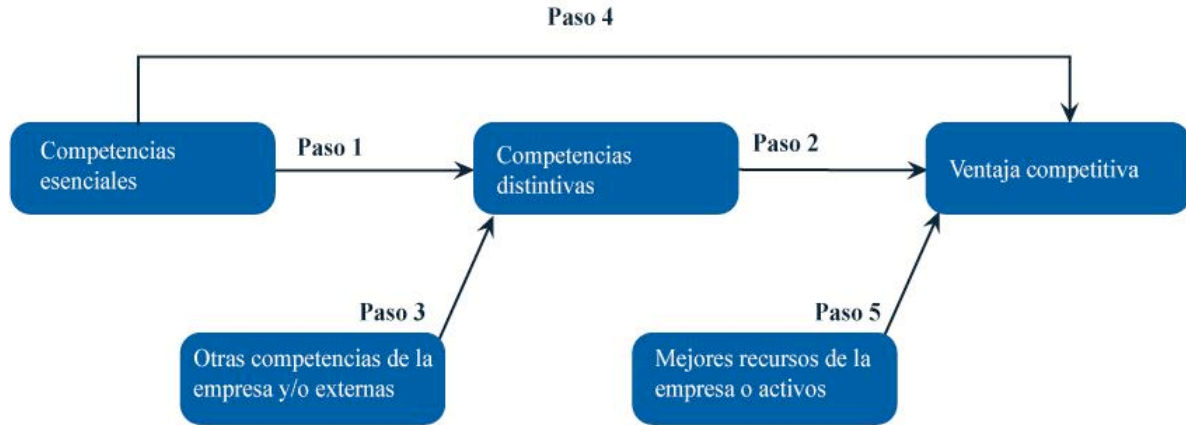 Paso 4
Competencias
esenciales
Paso 1
Competencias
distintivas
Paso 2
Ventaja competitiva
Paso 3
Otras competencias de la
empresa y/o externas
Paso 5
Mejores recursos de la
empresa o activos